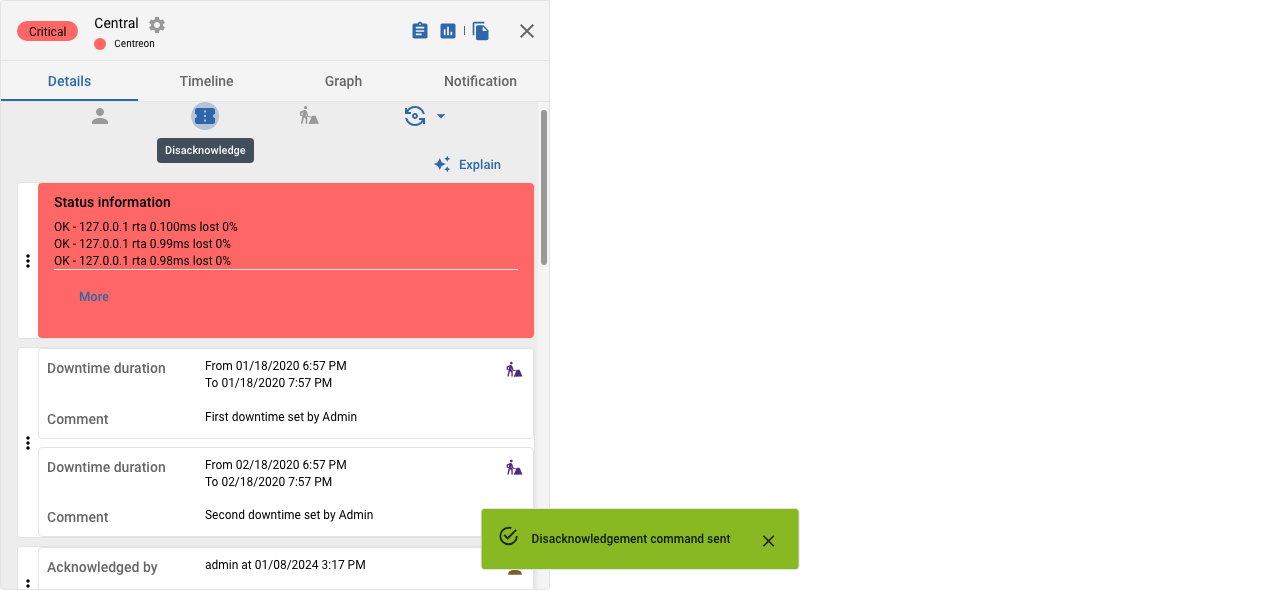 Critical
Central
Centreon
Details
Timeline
Graph
Notification
Disacknowledge
Explain
Status information
OK - 127.0.0.1 rta 0.100ms lost 0%
OK - 127.0.0.1 rta 0.99ms lost 0%
OK - 127.0.0.1 rta 0.98ms lost 0%
More
Downtime duration
From 01/18/2020 6:57 PM
To 01/18/2020 7:57 PM
Comment
First downtime set by Admin
Downtime duration
From 02/18/2020 6:57 PM
To 02/18/2020 7:57 PM
Comment
Second downtime set by Admin
Disacknowledgement command sent
Acknowledged by
admin at 01/08/2024 3:17 PM